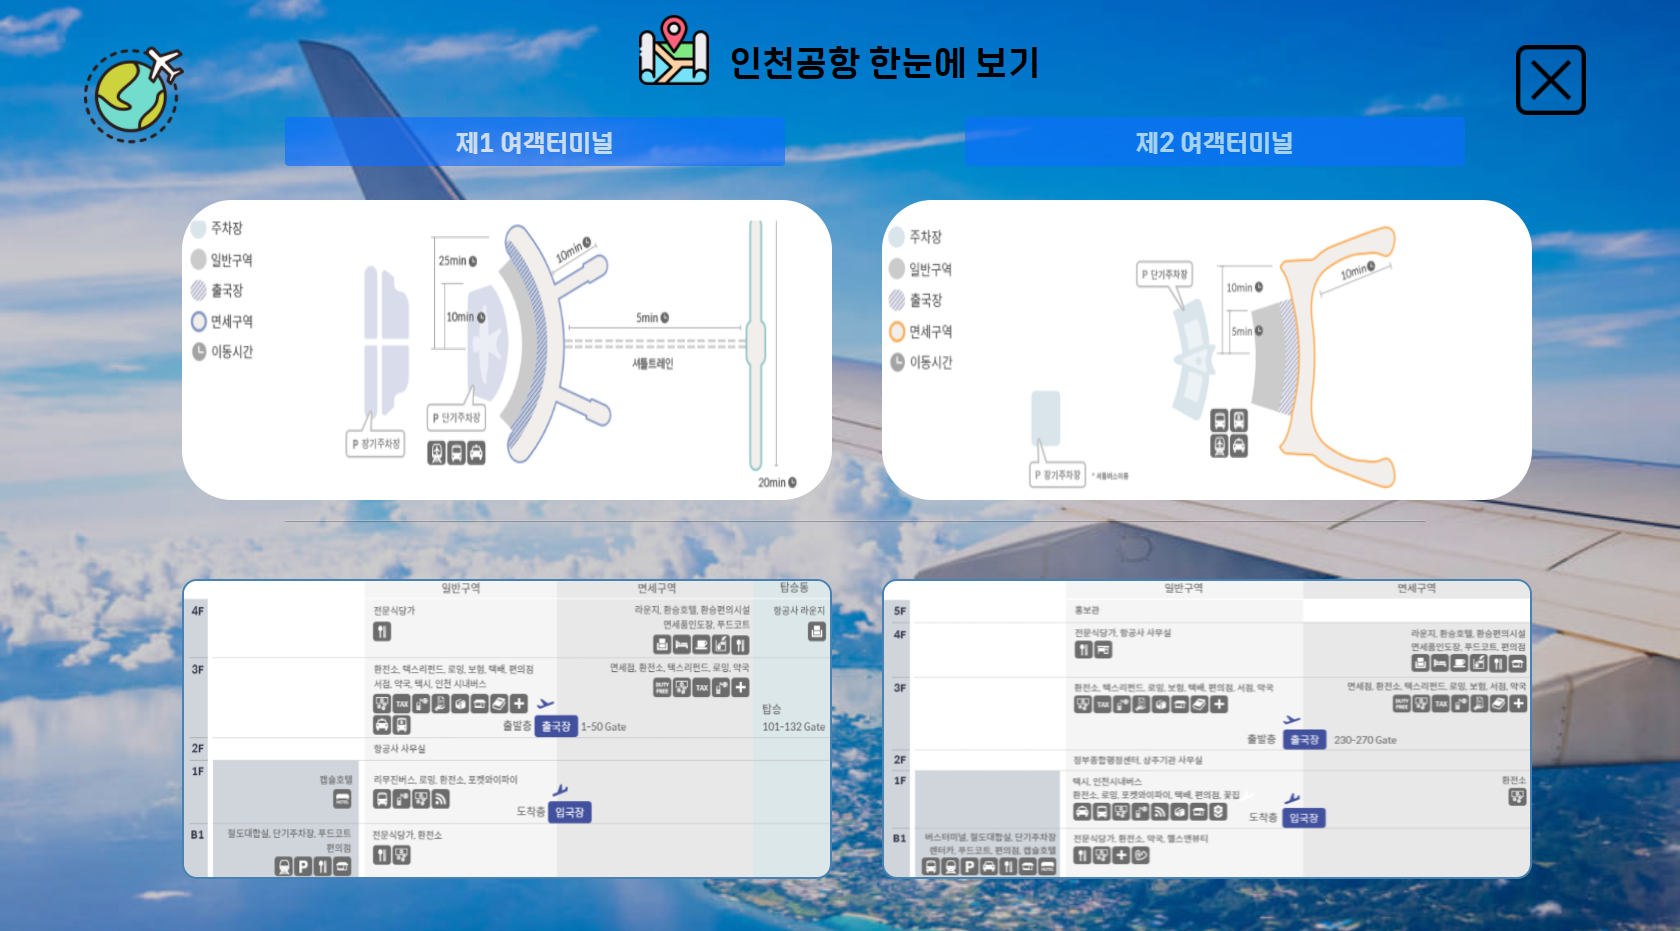 인천공항 한눈에 보기
제1 여객터미널
제2 여객터미널
주차장
일반구역
출국장
면세구역
이동시간
25min
10min
10min
5min
셔틀트레인
P 단기주차장
P 장기주차장
20min
주차장
일반구역
출국장
면세구역
이동시간
P 단기주차장
10min
5min
10min
P 장기주차장
* 셔틀버스이용
일반구역 면세구역 탑승동
4F
전문식당가
라운지, 환승호텔, 환승편의시설
면세품인도장, 푸드코트
항공사 라운지
3F
환전소, 택스리펀드, 로밍, 보험, 택배, 편의점
서점, 약국, 택시, 인천 시내버스
TAX
면세점, 환전소, 택스리펀드, 로밍, 약국
DUTY FREE
TAX
출발층 출국장 1-50 Gate
탑승
101-132 Gate
2F
항공사 사무실
1F
캡슐호텔
HOTEL
리무진버스, 로밍, 환전소, 포켓와이파이
도착층 입국장
B1
철도대합실, 단기주차장, 푸드코트
편의점
P
전문식당가, 환전소
일반구역 면세구역
5F
홍보관
4F
전문식당가, 항공사 사무실
라운지, 환승호텔, 환승편의시설
면세품인도장, 푸드코트, 편의점
3F
환전소, 택스리펀드, 로밍, 보험, 택배, 편의점, 서점, 약국
TAX
면세점, 환전소, 택스리펀드, 로밍, 보험, 서점, 약국
DUTY FREE
TAX
출발층 출국장 230-270 Gate
2F
정부종합행정센터, 상주기관 사무실
1F
택시, 인천시내버스
환전소, 로밍, 포켓와이파이, 택배, 편의점, 꽃집
환전소
도착층 입국장
B1
버스터미널, 철도대합실, 단기주차장
렌터카, 푸드코트, 편의점, 캡슐호텔
P
HOTEL
전문식당가, 환전소, 약국, 헬스앤뷰티